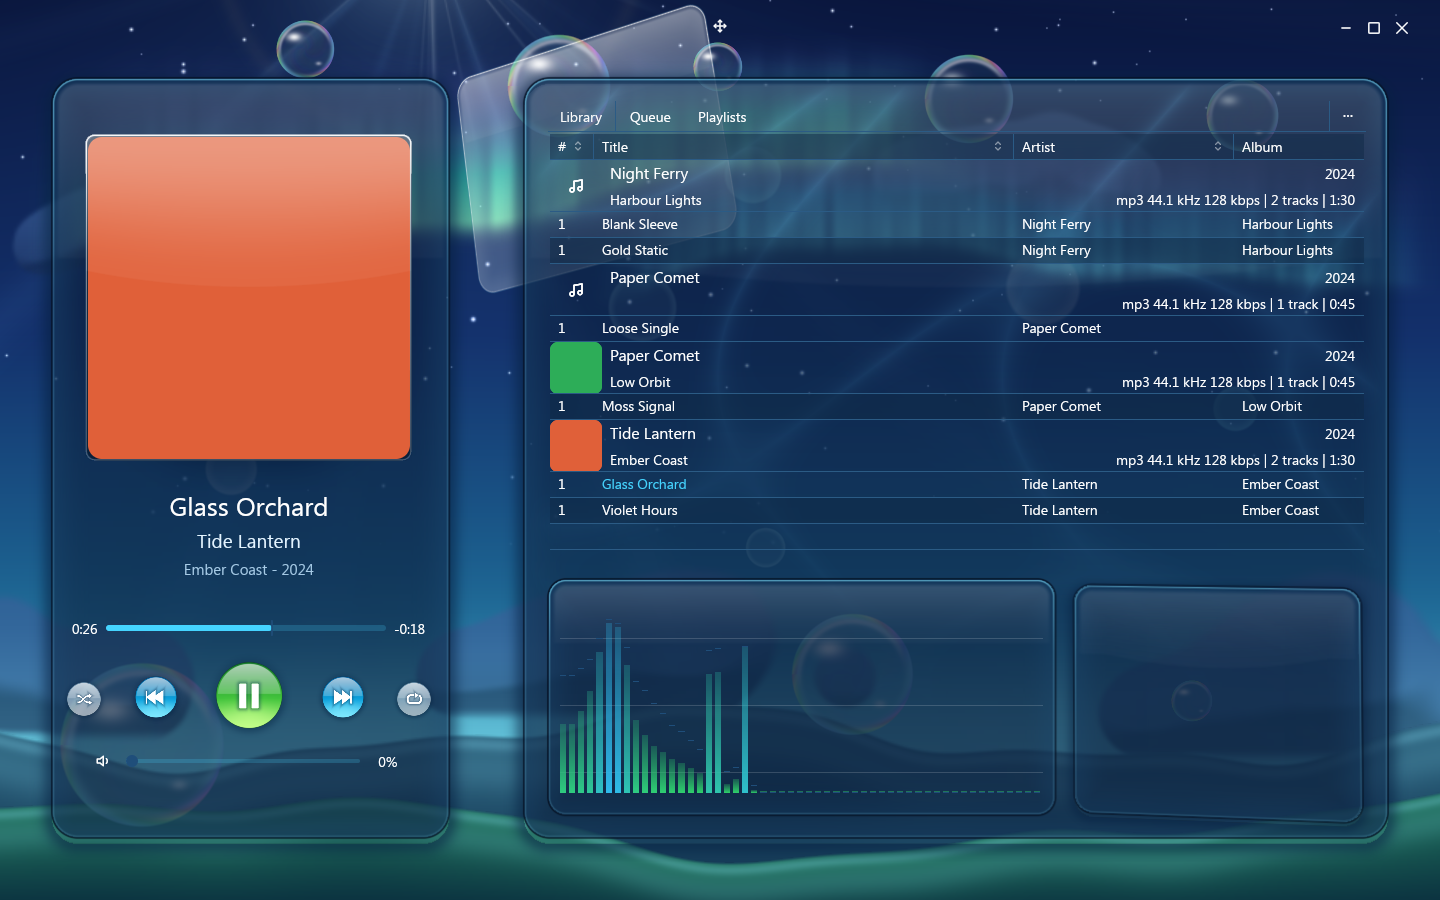 Library Queue Playlists ...
# Title Artist Album
Night Ferry 2024
Harbour Lights mp3 44.1 kHz 128 kbps | 2 tracks | 1:30
1 Blank Sleeve Night Ferry Harbour Lights
1 Gold Static Night Ferry Harbour Lights
Paper Comet 2024
mp3 44.1 kHz 128 kbps | 1 track | 0:45
1 Loose Single Paper Comet
Paper Comet 2024
Low Orbit mp3 44.1 kHz 128 kbps | 1 track | 0:45
1 Moss Signal Paper Comet Low Orbit
Tide Lantern 2024
Ember Coast mp3 44.1 kHz 128 kbps | 2 tracks | 1:30
1 Glass Orchard Tide Lantern Ember Coast
1 Violet Hours Tide Lantern Ember Coast
Glass Orchard
Tide Lantern
Ember Coast - 2024
0:26 -0:18
0%